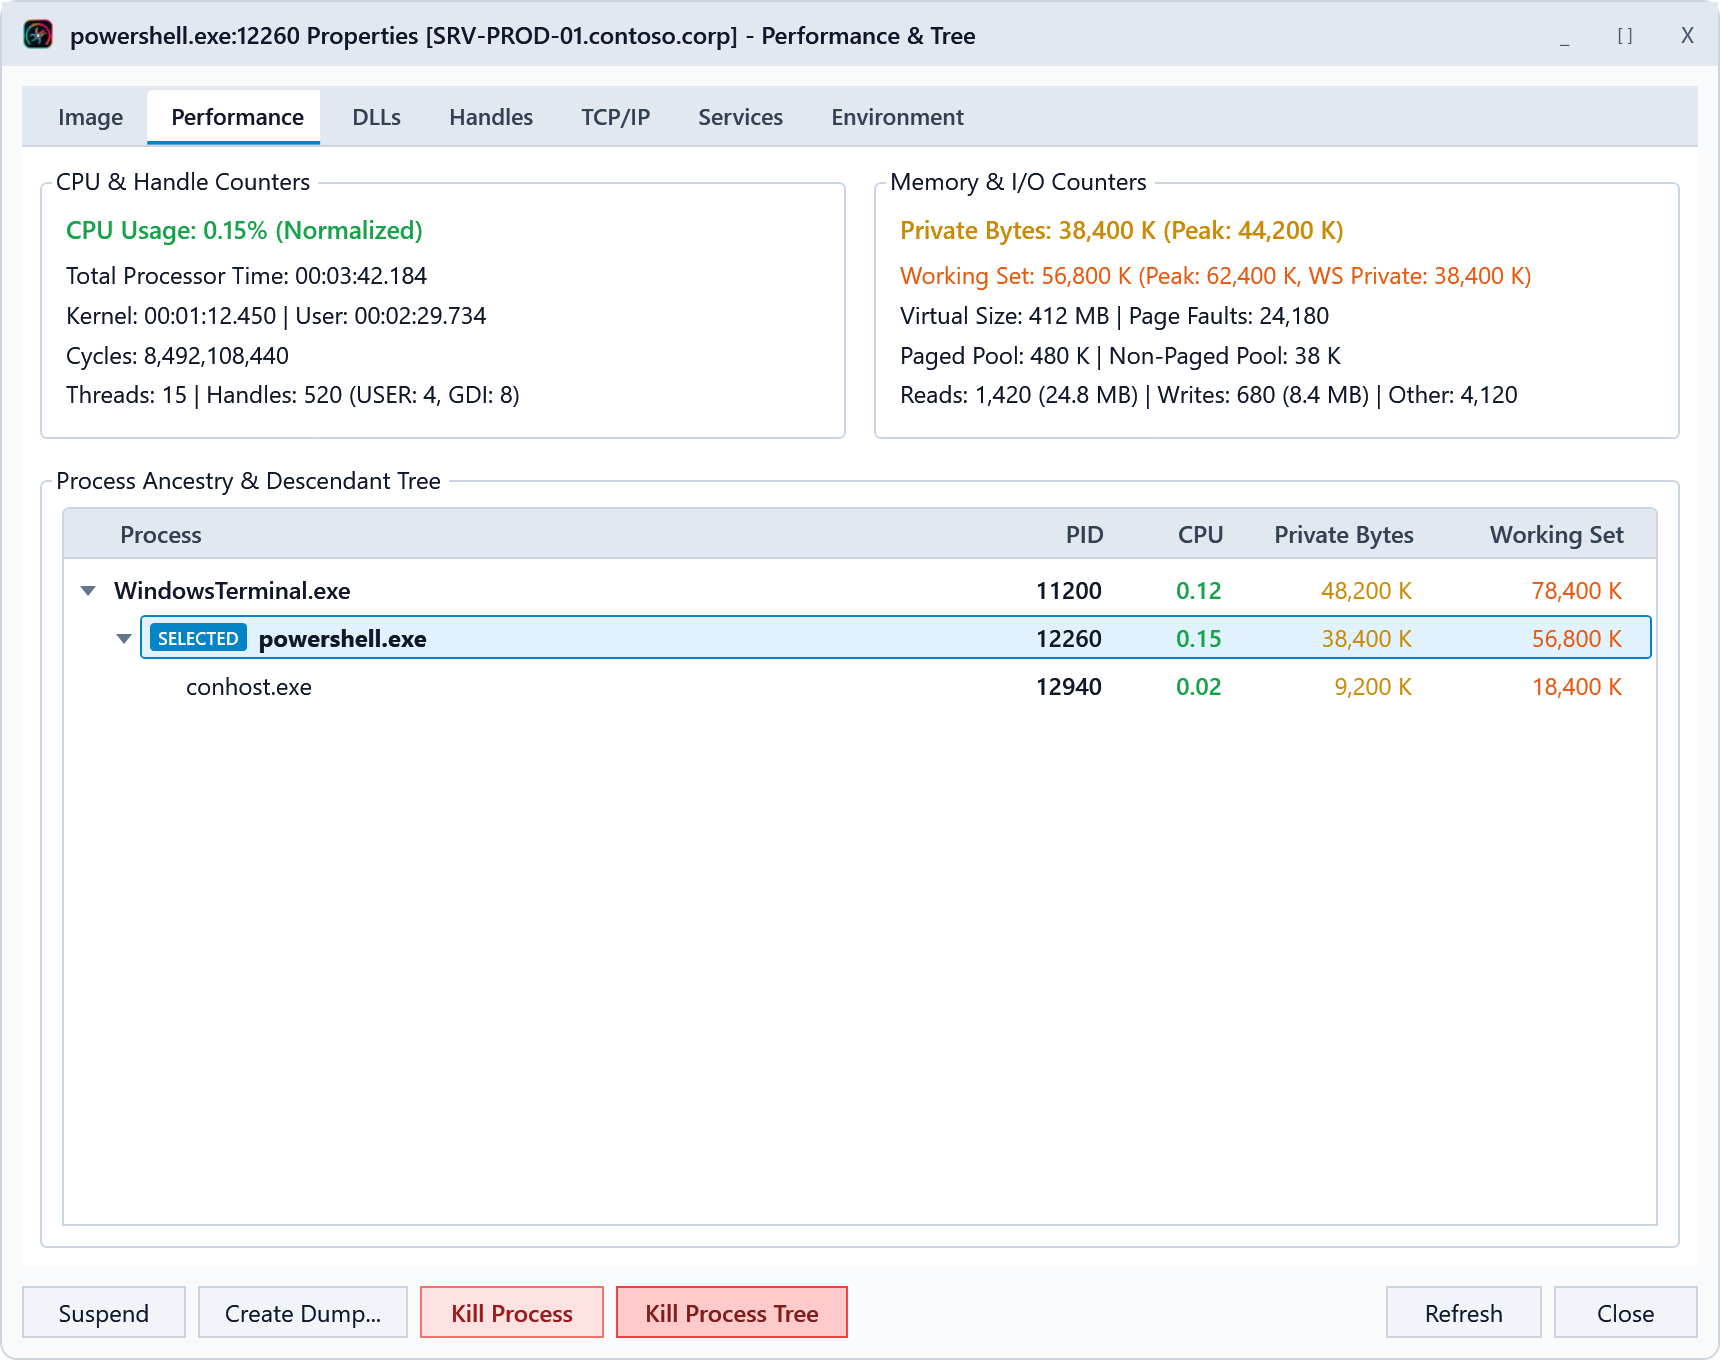 powershell.exe:12260 Properties [SRV-PROD-01.contoso.corp] - Performance & Tree
_ [ ] X
Image Performance DLLs Handles TCP/IP Services Environment
CPU & Handle Counters
CPU Usage: 0.15% (Normalized)
Total Processor Time: 00:03:42.184
Kernel: 00:01:12.450 | User: 00:02:29.734
Cycles: 8,492,108,440
Threads: 15 | Handles: 520 (USER: 4, GDI: 8)
Memory & I/O Counters
Private Bytes: 38,400 K (Peak: 44,200 K)
Working Set: 56,800 K (Peak: 62,400 K, WS Private: 38,400 K)
Virtual Size: 412 MB | Page Faults: 24,180
Paged Pool: 480 K | Non-Paged Pool: 38 K
Reads: 1,420 (24.8 MB) | Writes: 680 (8.4 MB) | Other: 4,120
Process Ancestry & Descendant Tree
Process PID CPU Private Bytes Working Set
WindowsTerminal.exe 11200 0.12 48,200 K 78,400 K
SELECTED powershell.exe 12260 0.15 38,400 K 56,800 K
conhost.exe 12940 0.02 9,200 K 18,400 K
Suspend Create Dump... Kill Process Kill Process Tree Refresh Close